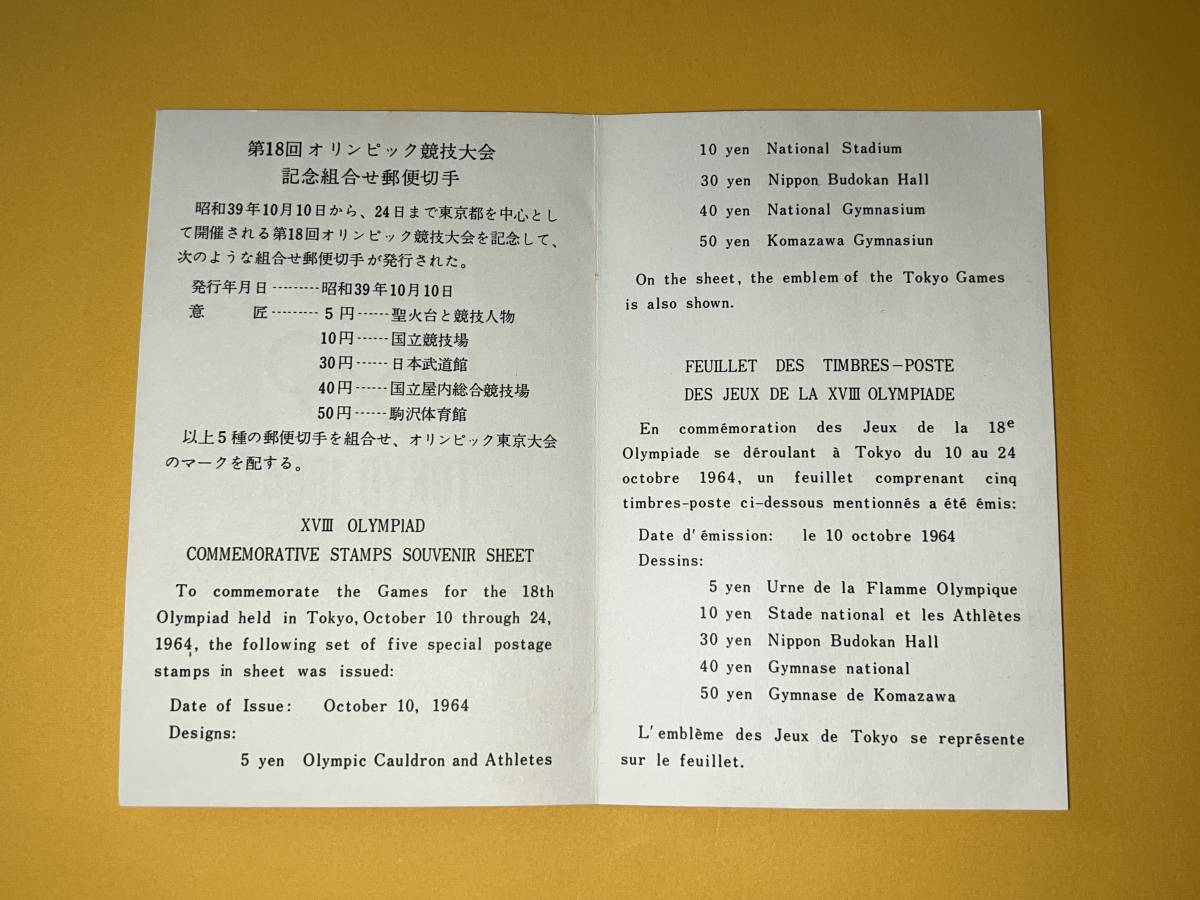 第18回オリンピック競技大会
記念組合せ郵便切手
昭和39年10月10日から、24日まで東京都を中心とし
て開催される第18回オリンピック競技大会を記念して、
次のような組合せ郵便切手が発行された。
発行年月日---------昭和39年10月10日
意　　　匠---------５円------聖火台と競技人物
10円------国立競技場
30円------日本武道館
40円------国立屋内総合競技場
50円------駒沢体育館
以上５種の郵便切手を組合せ、オリンピック東京大会
のマークを配する。
XVIII OLYMPIAD
COMMEMORATIVE STAMPS SOUVENIR SHEET
To commemorate the Games for the 18th
Olympiad held in Tokyo, October 10 through 24,
1964, the following set of five special postage
stamps in sheet was issued:
Date of Issue: October 10, 1964
Designs:
5 yen Olympic Cauldron and Athletes
10 yen National Stadium
30 yen Nippon Budokan Hall
40 yen National Gymnasium
50 yen Komazawa Gymnasiun
On the sheet, the emblem of the Tokyo Games
is also shown.
FEUILLET DES TIMBRES-POSTE
DES JEUX DE LA XVIII OLYMPIADE
En commémoration des Jeux de la 18e
Olympiade se déroulant à Tokyo du 10 au 24
octobre 1964, un feuillet comprenant cinq
timbres-poste ci-dessous mentionnés a été émis:
Date d'émission: le 10 octobre 1964
Dessins:
5 yen Urne de la Flamme Olympique
10 yen Stade national et les Athlètes
30 yen Nippon Budokan Hall
40 yen Gymnase national
50 yen Gymnase de Komazawa
L'emblème des Jeux de Tokyo se représente
sur le feuillet.